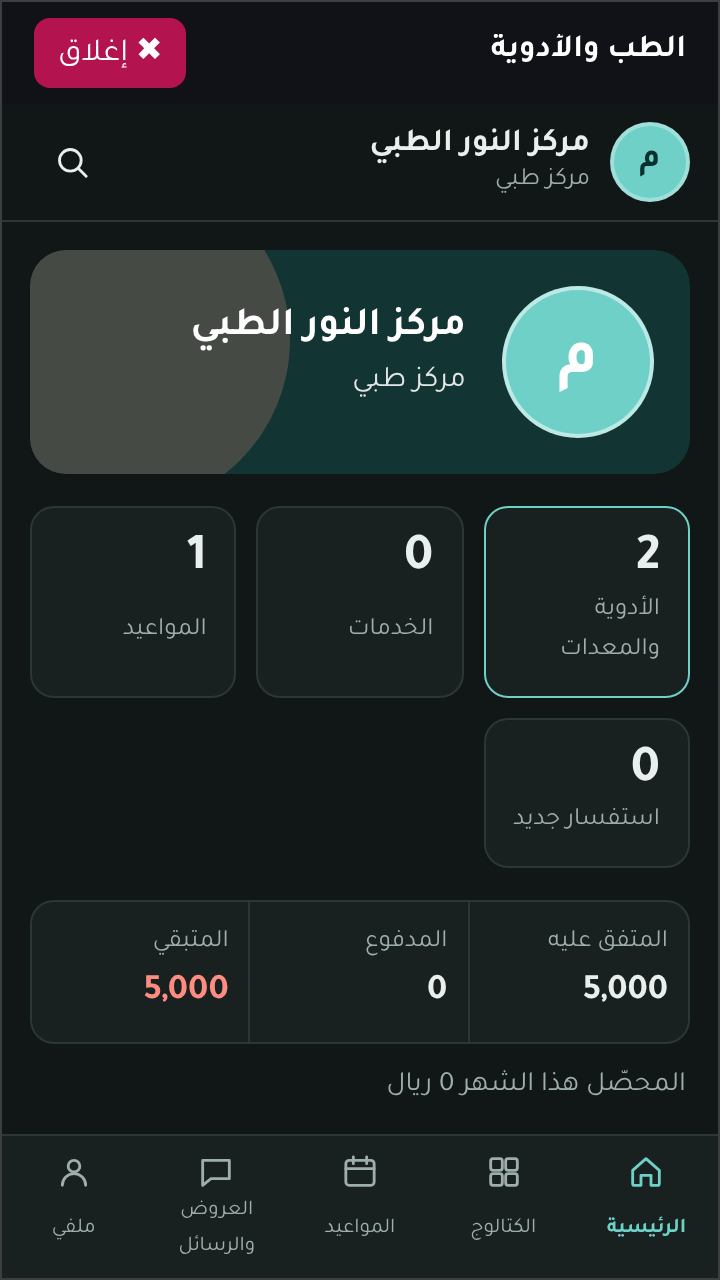 الطب والأدوية
✖ إغلاق
م
مركز النور الطبي
مركز طبي
م
مركز النور الطبي
مركز طبي
2
الأدوية
والمعدات
0
الخدمات
1
المواعيد
0
استفسار جديد
المتفق عليه
5,000
المدفوع
0
المتبقي
5,000
المحصّل هذا الشهر 0 ريال
الرئيسية
الكتالوج
المواعيد
العروض
والرسائل
ملفي